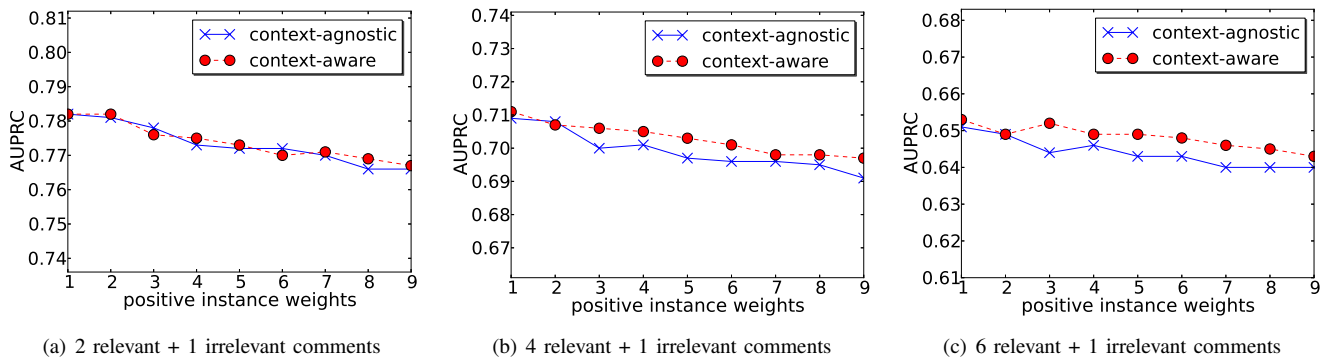 0.81
0.80
0.79
0.78
0.77
0.76
0.75
0.74
AUPRC
context-agnostic
context-aware
1 2 3 4 5 6 7 8 9
positive instance weights
(a) 2 relevant + 1 irrelevant comments
0.74
0.73
0.72
0.71
0.70
0.69
0.68
0.67
AUPRC
context-agnostic
context-aware
1 2 3 4 5 6 7 8 9
positive instance weights
(b) 4 relevant + 1 irrelevant comments
0.68
0.67
0.66
0.65
0.64
0.63
0.62
0.61
AUPRC
context-agnostic
context-aware
1 2 3 4 5 6 7 8 9
positive instance weights
(c) 6 relevant + 1 irrelevant comments